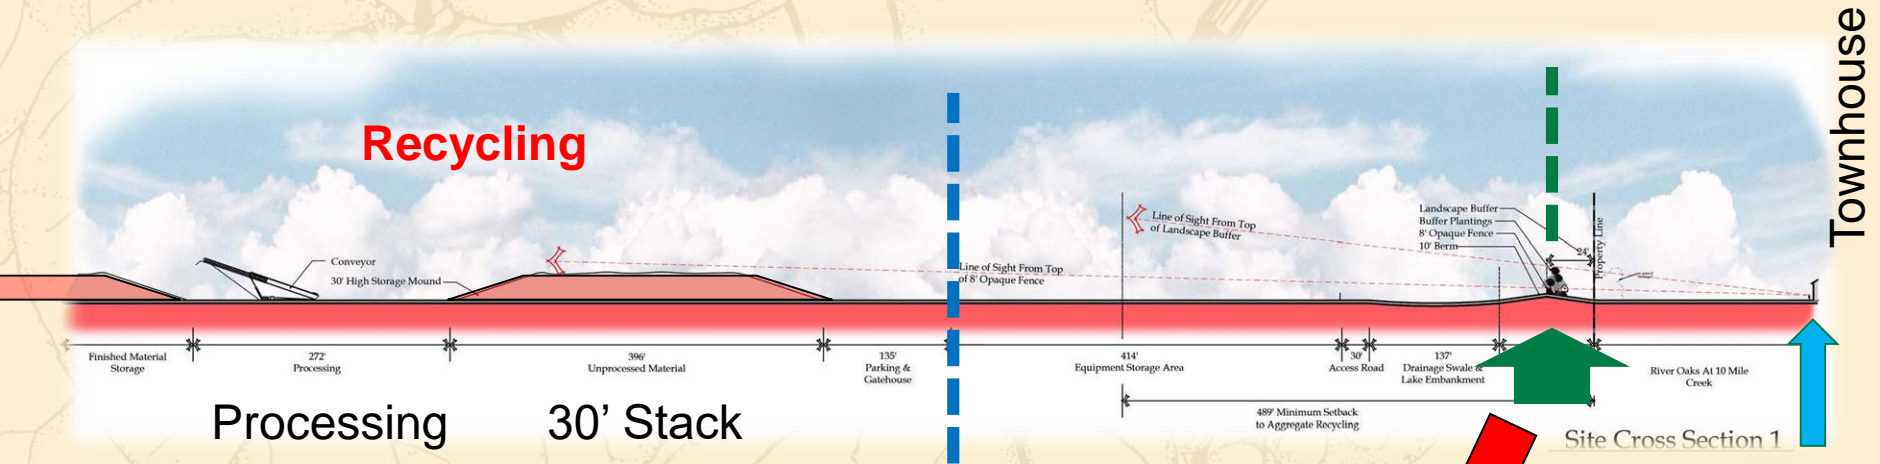 Townhouse
Recycling
Conveyor
30' High Storage Mound
Line of Sight From Top
of 8' Opaque Fence
Line of Sight From Top
of Landscape Buffer
Landscape Buffer
Buffer Plantings
8' Opaque Fence
10' Berm
24'
Property Line
Finished Material
Storage
272'
Processing
396'
Unprocessed Material
135'
Parking &
Gatehouse
414'
Equipment Storage Area
30'
Access Road
137'
Drainage Swale &
Lake Embankment
River Oaks At 10 Mile
Creek
489' Minimum Setback
to Aggregate Recycling
Processing
30’ Stack
Site Cross Section 1